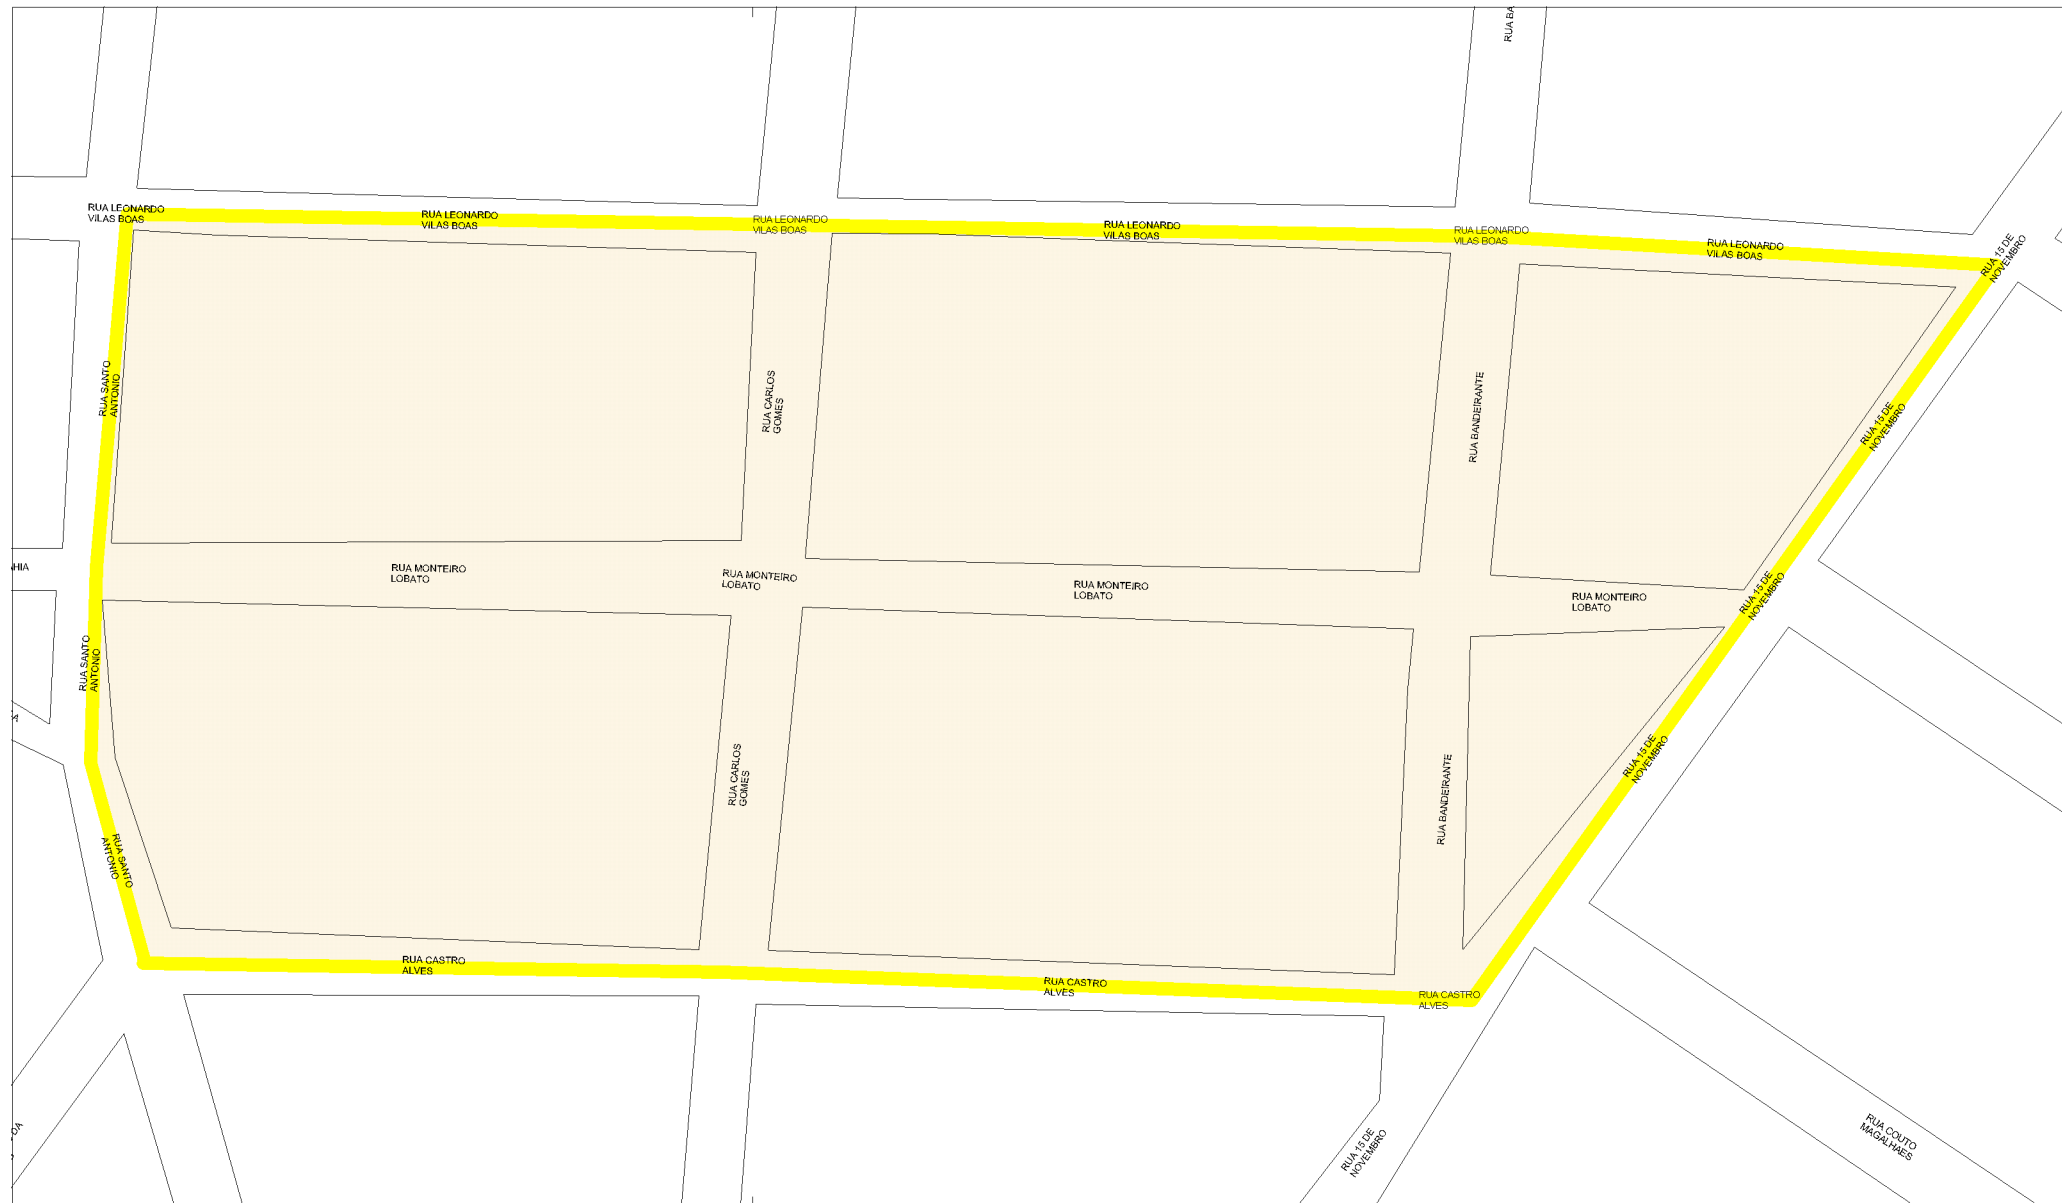 RUA BA
RUA LEONARDO
VILAS BOAS
RUA LEONARDO
VILAS BOAS
RUA LEONARDO
VILAS BOAS
RUA LEONARDO
VILAS BOAS
RUA LEONARDO
VILAS BOAS
RUA LEONARDO
VILAS BOAS
RUA 15 DE
NOVEMBRO
RUA SANTO
ANTONIO
RUA CARLOS
GOMES
RUA BANDEIRANTE
RUA 15 DE
NOVEMBRO
HIA
RUA MONTEIRO
LOBATO
RUA MONTEIRO
LOBATO
RUA MONTEIRO
LOBATO
RUA MONTEIRO
LOBATO
RUA 15 DE
NOVEMBRO
RUA SANTO
ANTONIO
RUA CARLOS
GOMES
RUA BANDEIRANTE
RUA 15 DE
NOVEMBRO
RUA SANTO
ANTONIO
RUA CASTRO
ALVES
RUA CASTRO
ALVES
RUA CASTRO
ALVES
DA
RUA 15 DE
NOVEMBRO
RUA COUTO
MAGALHAES